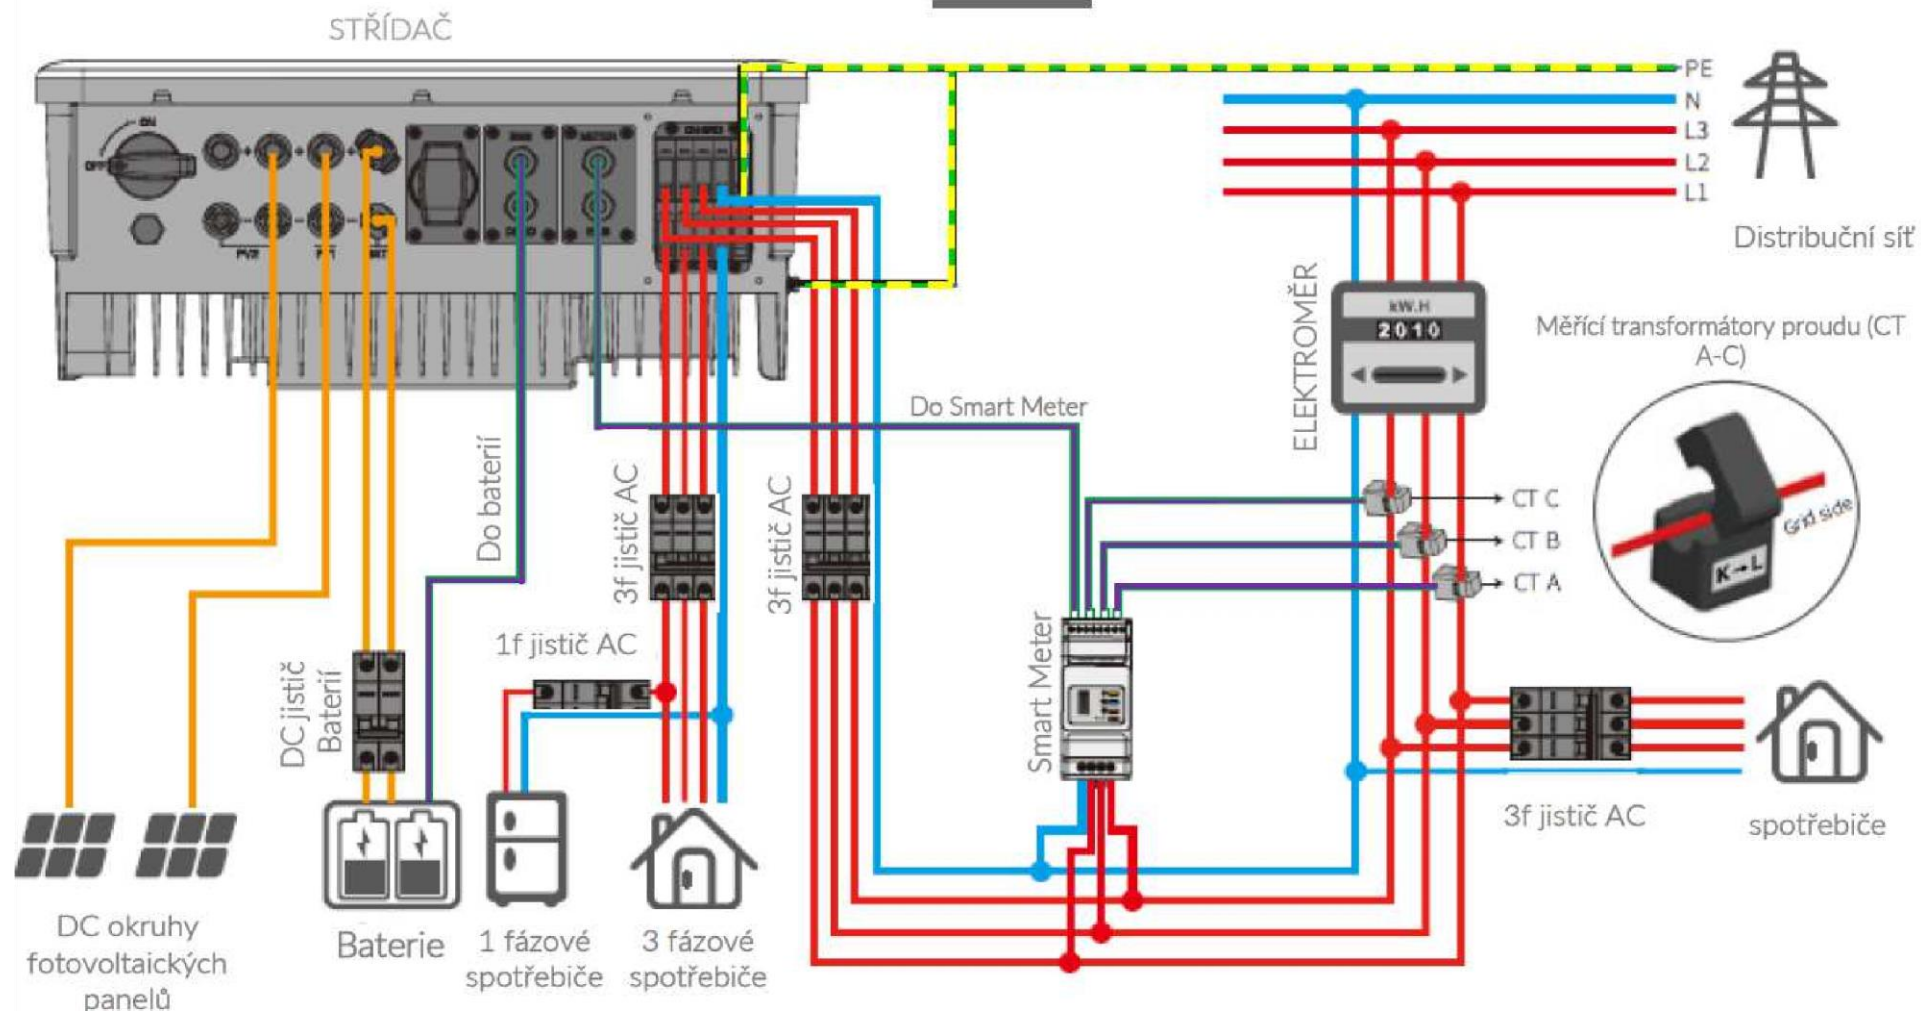 STŘÍDAČ
ON
OFF
PV2
PE
N
L3
L2
L1
Distribuční síť
ELEKTROMĚR
kW.H
2010
Měřící transformátory proudu (CT
A-C)
Grid side
K→L
Do Smart Meter
Do baterií
3f jistič AC
3f jistič AC
CT C
CT B
CT A
1f jistič AC
DC jistič
Baterií
Smart Meter
3f jistič AC
spotřebiče
DC okruhy
fotovoltaických
panelů
Baterie
1 fázové
spotřebiče
3 fázové
spotřebiče